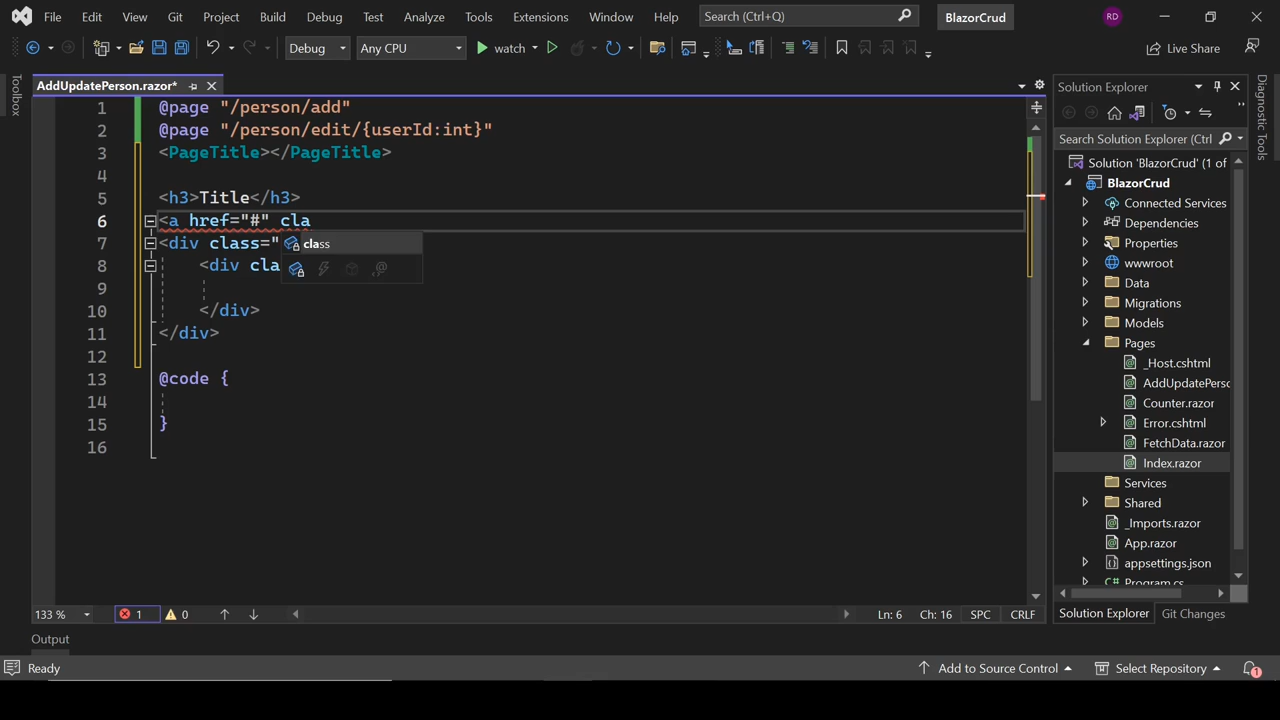 File Edit View Git Project Build Debug Test Analyze Tools Extensions Window Help Search (Ctrl+Q) BlazorCrud RD
Debug Any CPU watch Live Share
AddUpdatePerson.razor*
Toolbox
1 @page "/person/add"
2 @page "/person/edit/{userId:int}"
3 <PageTitle></PageTitle>
4
5 <h3>Title</h3>
6 <a href="#" cla
7 <div class="
class
8 <div cla
9
10 </div>
11 </div>
12
13 @code {
14
15 }
16
133 % 1 0 Ln: 6 Ch: 16 SPC CRLF
Output
Solution Explorer
Search Solution Explorer (Ctrl
Solution 'BlazorCrud' (1 of
BlazorCrud
Connected Services
Dependencies
Properties
wwwroot
Data
Migrations
Models
Pages
_Host.cshtml
AddUpdatePerso
Counter.razor
Error.cshtml
FetchData.razor
Index.razor
Services
Shared
_Imports.razor
App.razor
appsettings.json
Program.cs
Solution Explorer Git Changes
Diagnostic Tools
Ready Add to Source Control Select Repository 1